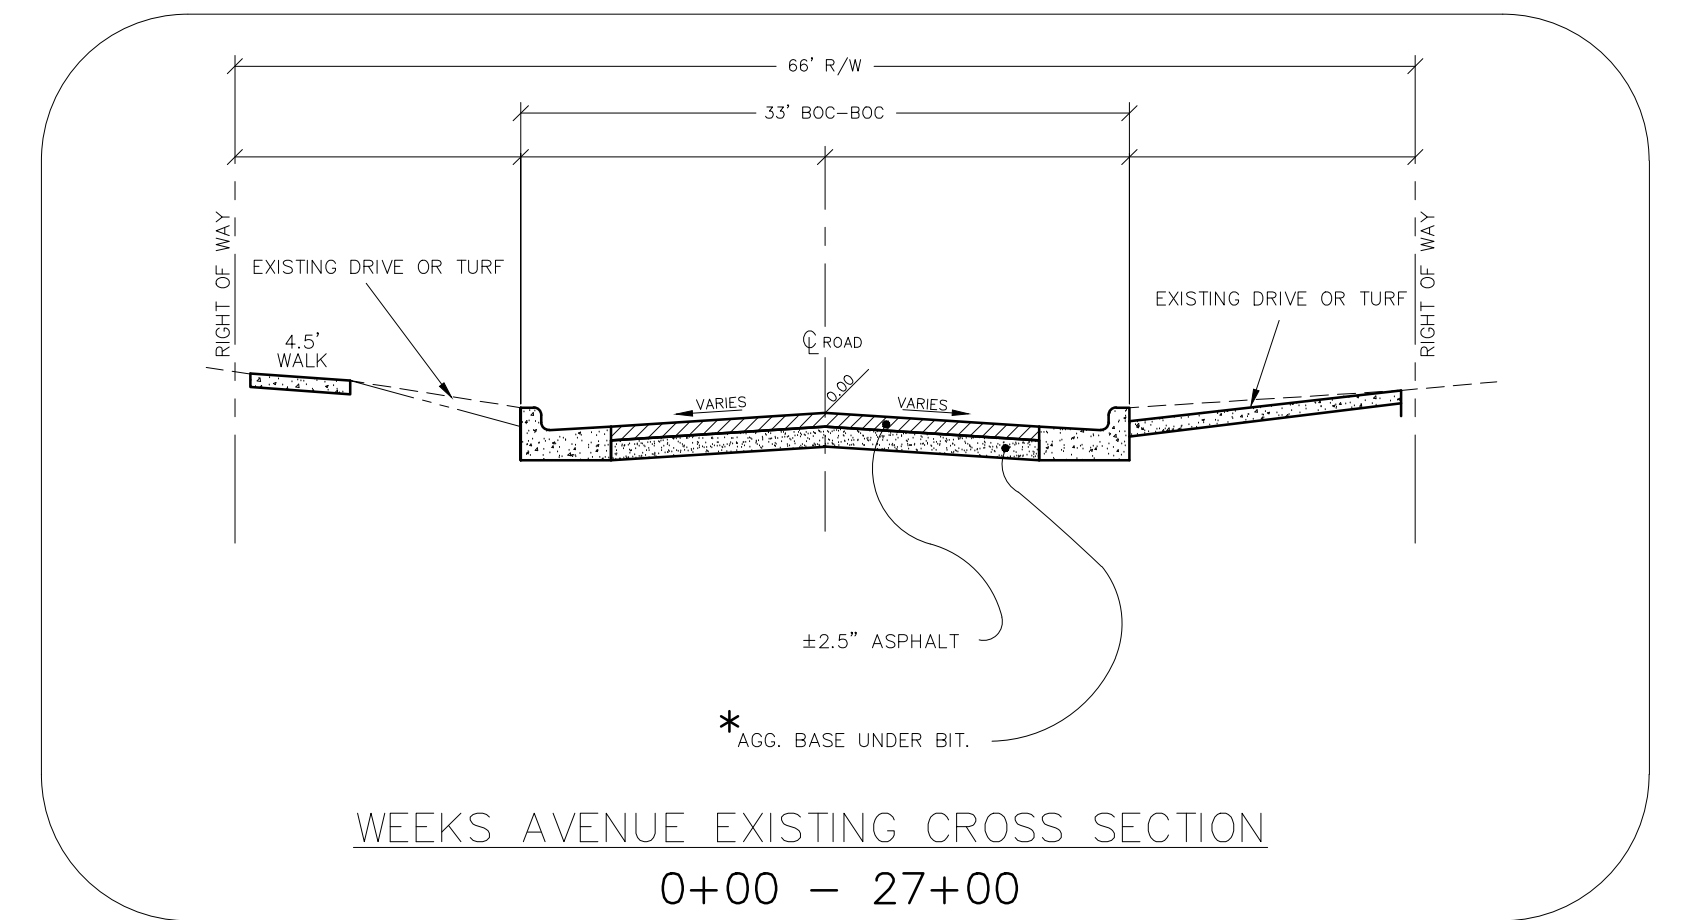 66' R/W
33' BOC-BOC
RIGHT OF WAY
EXISTING DRIVE OR TURF
EXISTING DRIVE OR TURF
RIGHT OF WAY
4.5'
WALK
℄ ROAD
0.00
VARIES
VARIES
±2.5" ASPHALT
*AGG. BASE UNDER BIT.
WEEKS AVENUE EXISTING CROSS SECTION
0+00 - 27+00